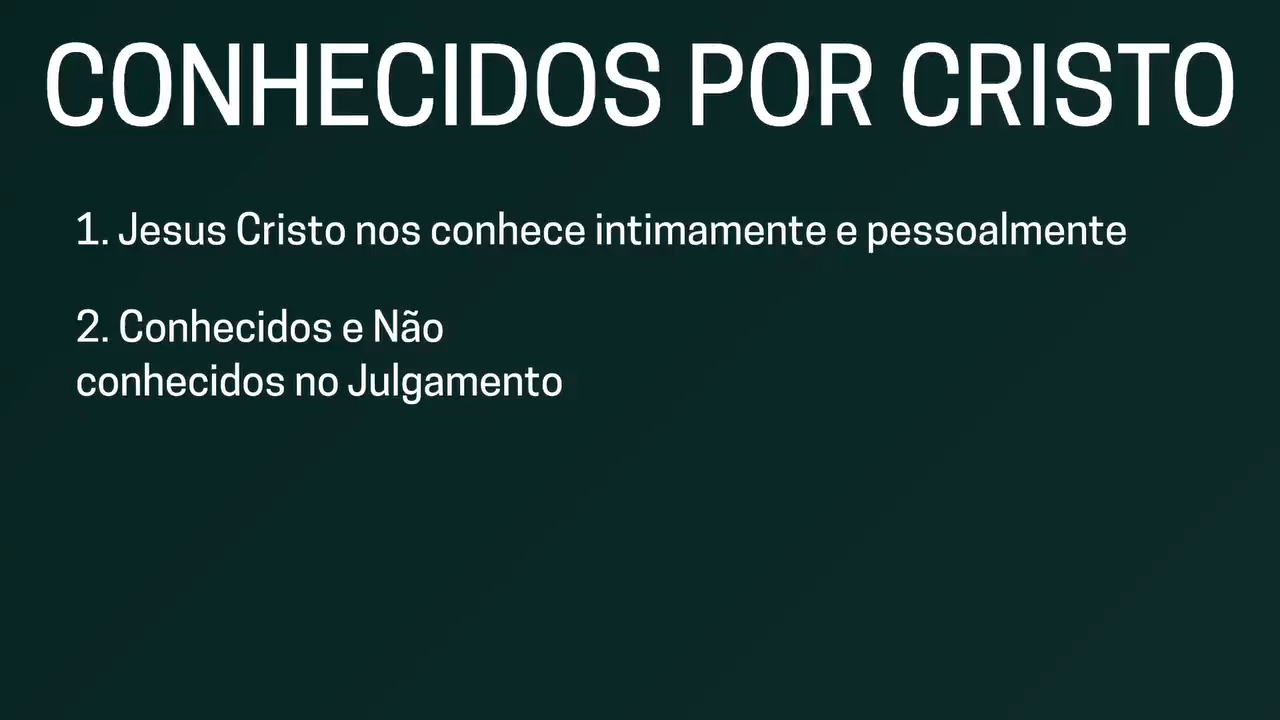 CONHECIDOS POR CRISTO
1. Jesus Cristo nos conhece intimamente e pessoalmente
2. Conhecidos e Não
conhecidos no Julgamento